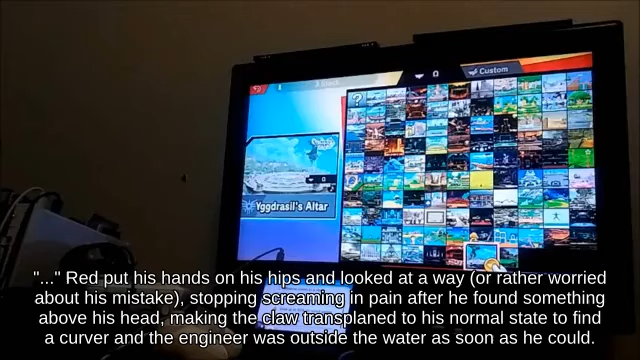 Custom
Yggdrasil's Altar
"..." Red put his hands on his hips and looked at a way (or rather worried
about his mistake), stopping screaming in pain after he found something
above his head, making the claw transplaned to his normal state to find
a curver and the engineer was outside the water as soon as he could.